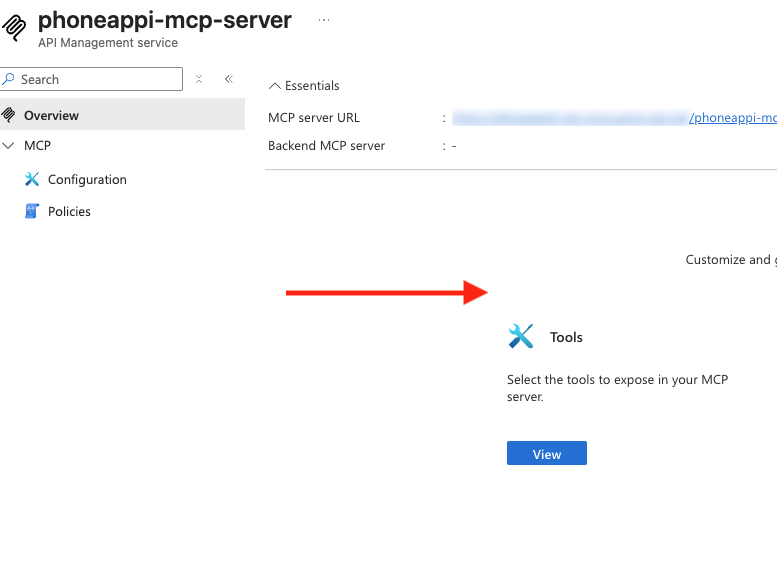 phoneappi-mcp-server ...
API Management service
Search
Essentials
Overview
MCP server URL : /phoneappi-mc
MCP
Backend MCP server : -
Configuration
Policies
Customize and g
Tools
Select the tools to expose in your MCP
server.
View